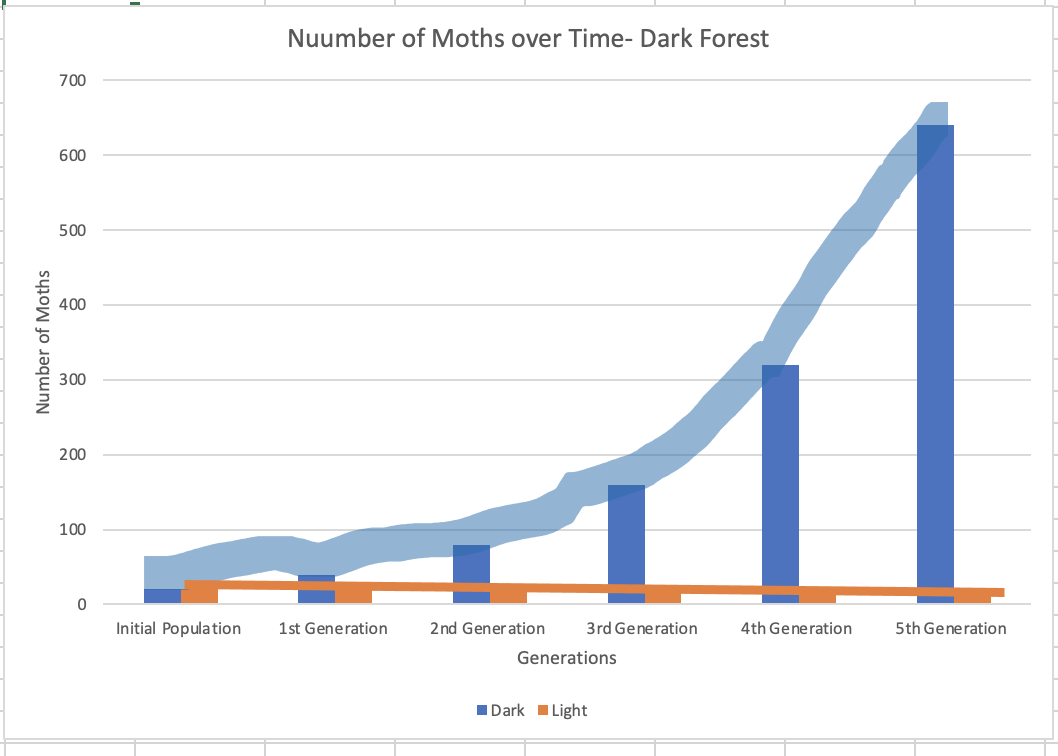 Nuumber of Moths over Time- Dark Forest
700
600
500
400
300
200
100
0
Number of Moths
Initial Population 1st Generation 2nd Generation 3rd Generation 4th Generation 5th Generation
Generations
Dark Light